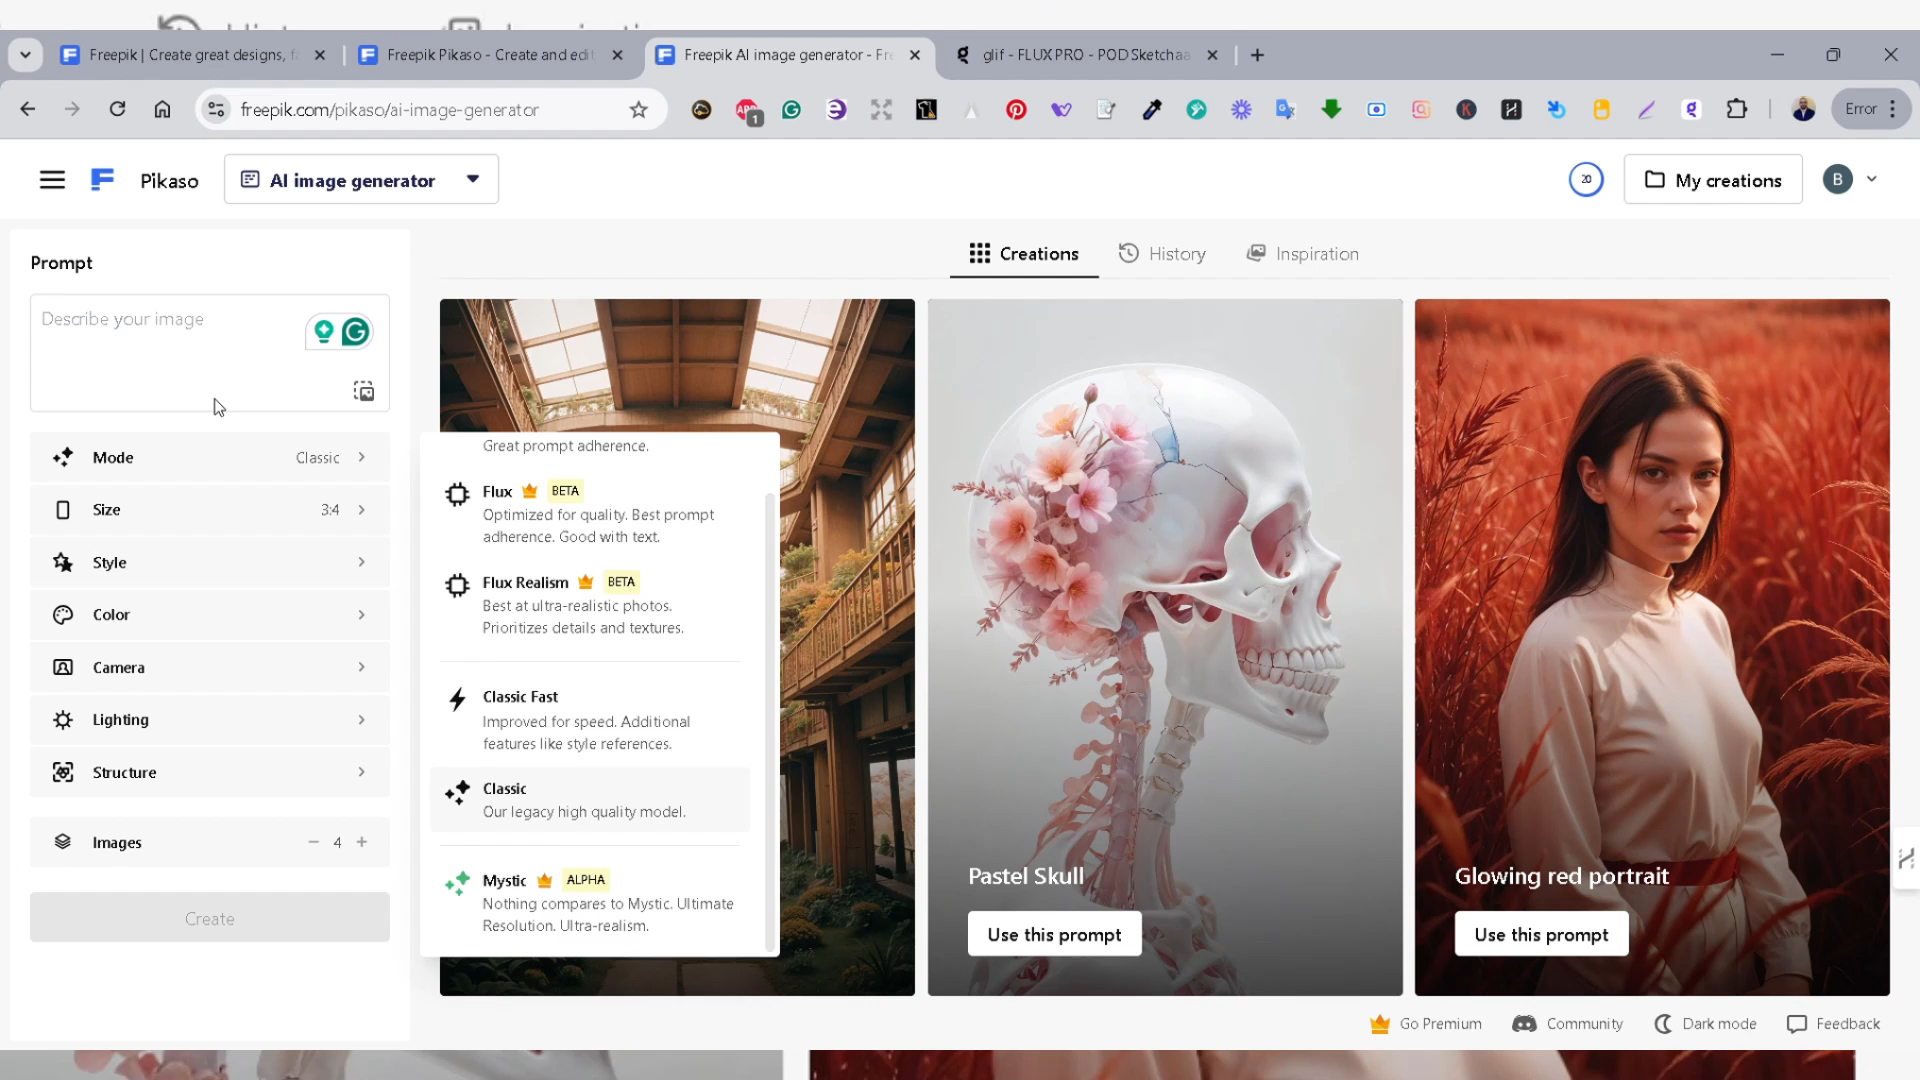 Freepik | Create great designs, f
Freepik Pikaso - Create and edit
Freepik AI image generator - Fre
glif - FLUX PRO - POD Sketchaa
freepik.com/pikaso/ai-image-generator
ABP
1
Error
Pikaso
AI image generator
20
My creations
B
Prompt
Describe your image
Mode
Classic
Size
3:4
Style
Color
Camera
Lighting
Structure
Images
4
Create
Creations
History
Inspiration
Great prompt adherence.
Flux
BETA
Optimized for quality. Best prompt
adherence. Good with text.
Flux Realism
BETA
Best at ultra-realistic photos.
Prioritizes details and textures.
Classic Fast
Improved for speed. Additional
features like style references.
Classic
Our legacy high quality model.
Mystic
ALPHA
Nothing compares to Mystic. Ultimate
Resolution. Ultra-realism.
Pastel Skull
Use this prompt
Glowing red portrait
Use this prompt
Go Premium
Community
Dark mode
Feedback